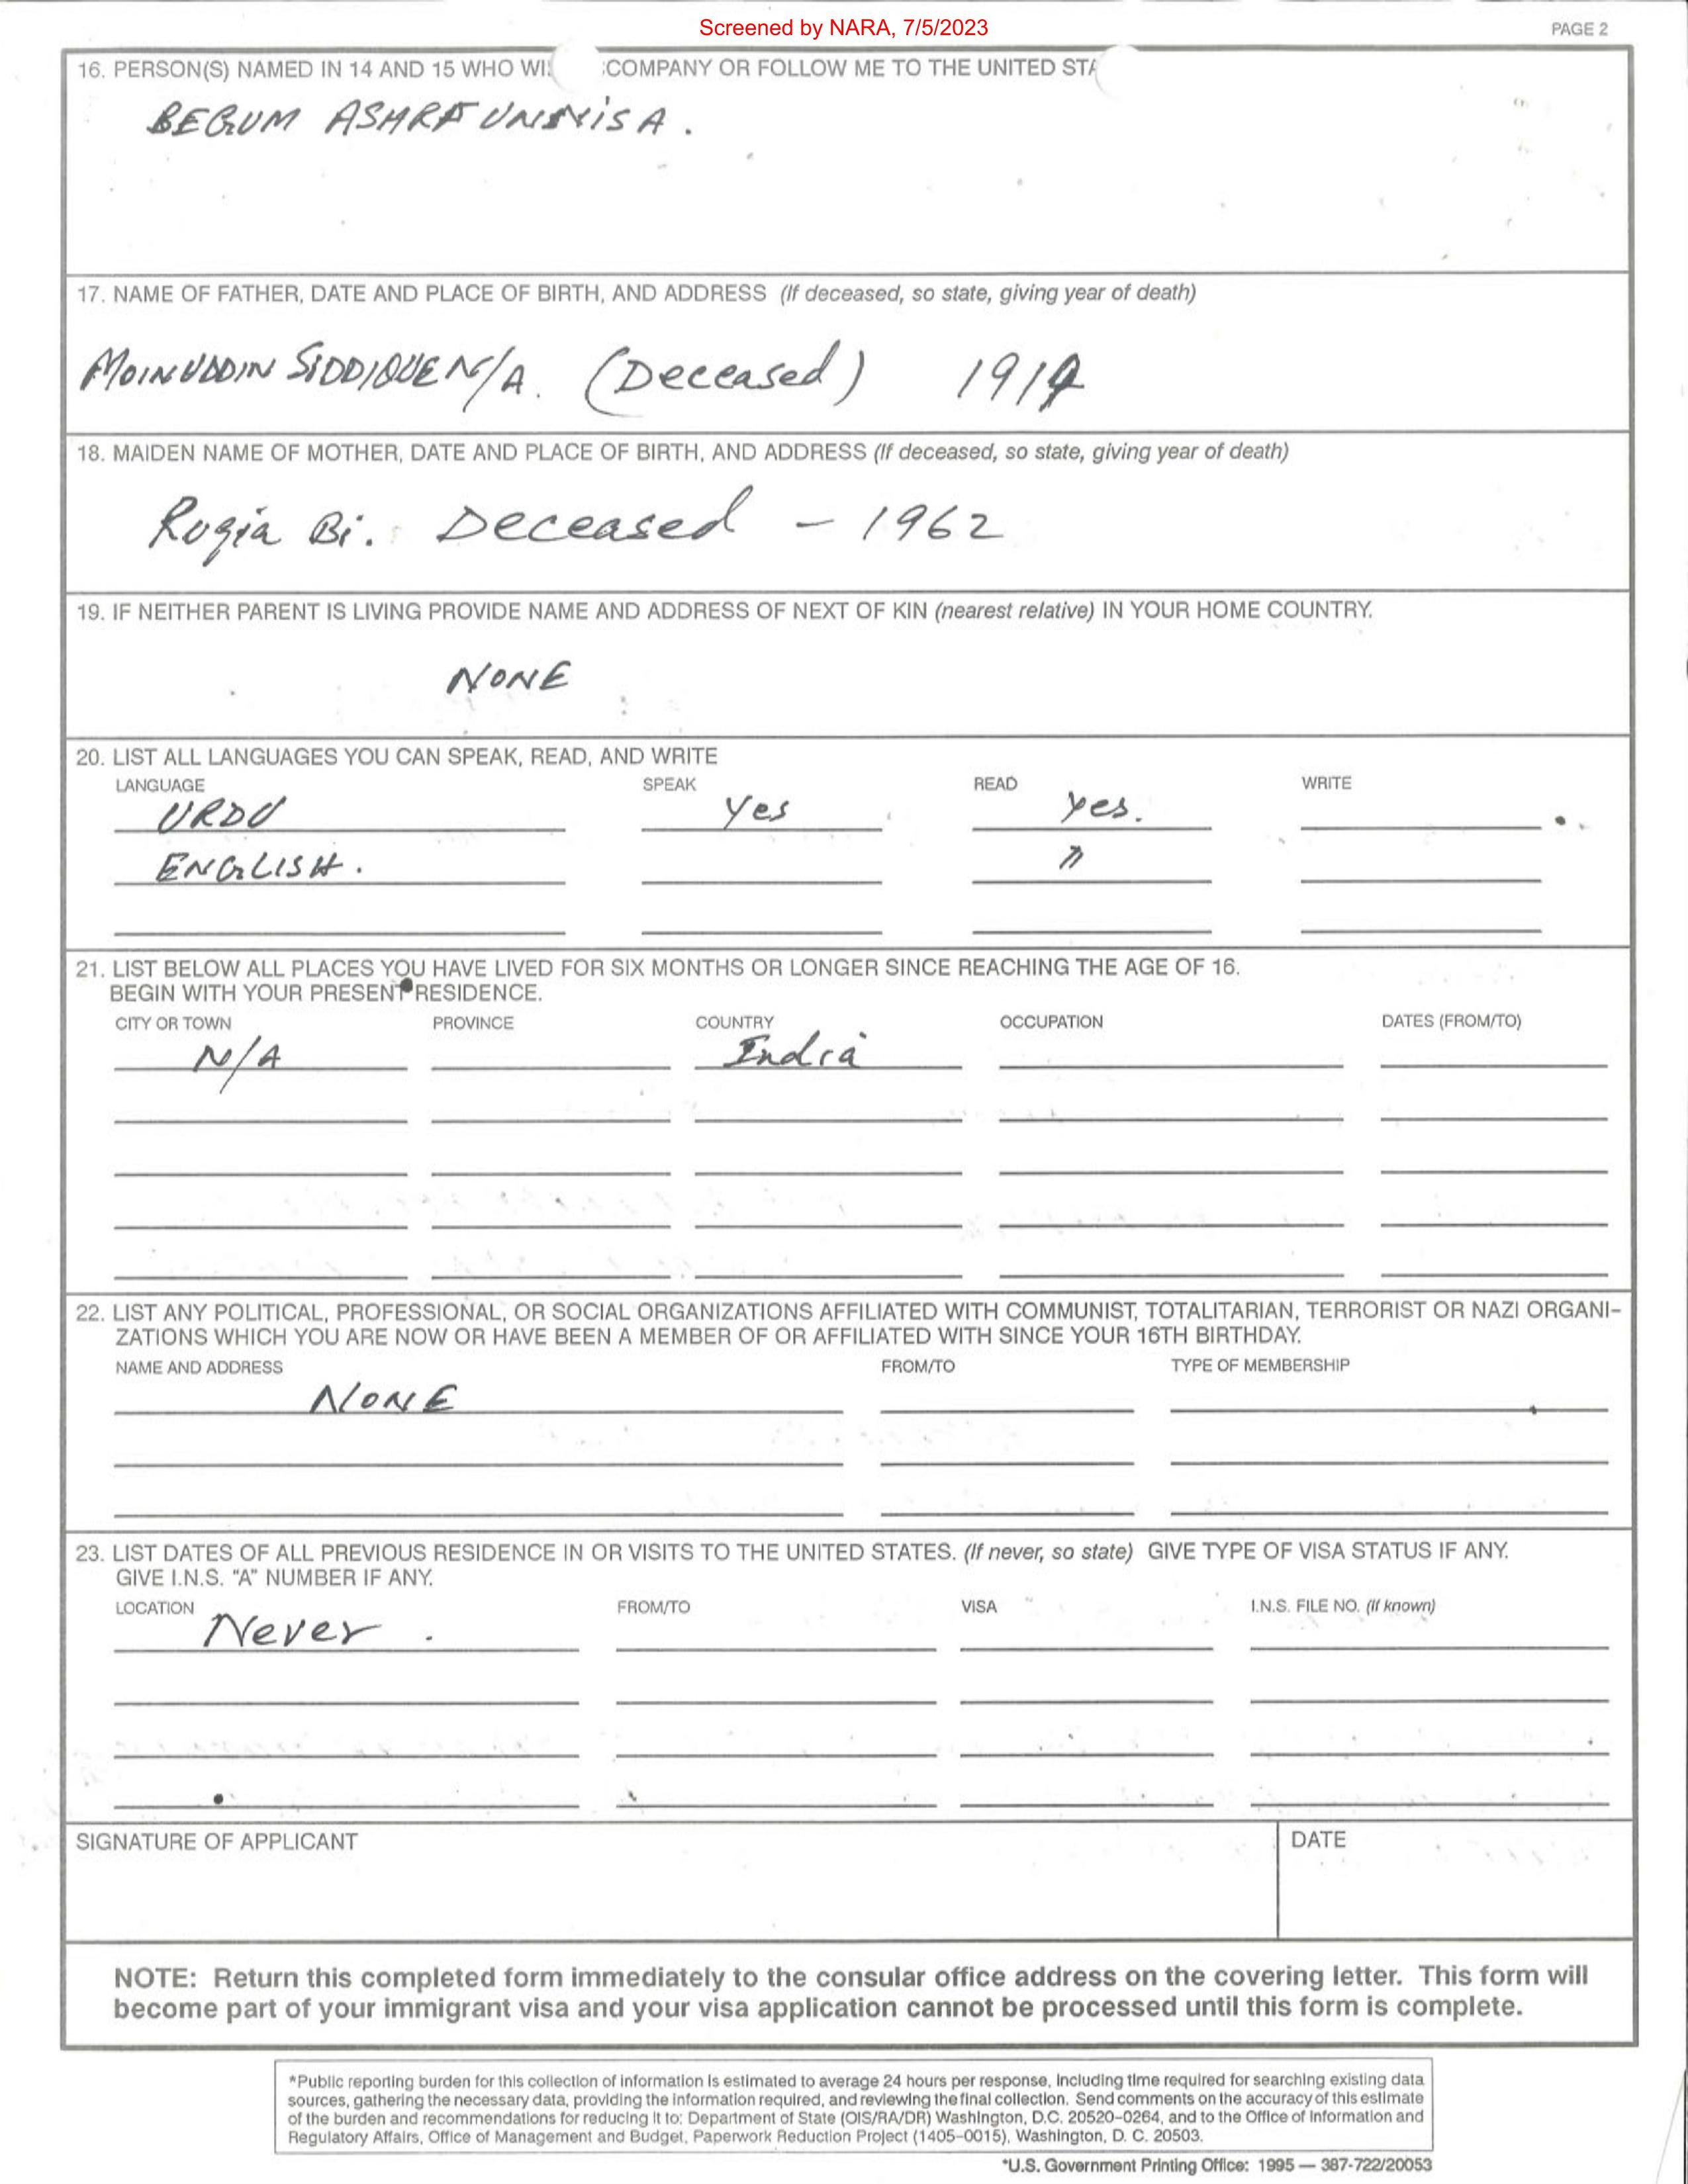 Screened by NARA, 7/5/2023
PAGE 2
16. PERSON(S) NAMED IN 14 AND 15 WHO COMPANY OR FOLLOW ME TO THE UNITED
BEGUM ASHRAFUNNISA.
17. NAME OF FATHER, DATE AND PLACE OF BIRTH, AND ADDRESS (If deceased, so state, giving year of death)
MOINUDDIN SIDDIQUE N/A. (Deceased)
18. MAIDEN NAME OF MOTHER, DATE AND PLACE OF BIRTH, AND ADDRESS (If deceased, so state, giving year of death)
Bi. Deceased - 1962
19. IF NEITHER PARENT IS LIVING PROVIDE NAME AND ADDRESS OF NEXT OF KIN (nearest relative) IN YOUR HOME COUNTRY.
NONE
20. LIST ALL LANGUAGES YOU CAN SPEAK, READ, AND WRITE
LANGUAGE SPEAK READ WRITE
URDU Yes Yes.
ENGLISH. 〃
21. LIST BELOW ALL PLACES YOU HAVE LIVED FOR SIX MONTHS OR LONGER SINCE REACHING THE AGE OF 16.
BEGIN WITH YOUR PRESENT RESIDENCE.
CITY OR TOWN PROVINCE COUNTRY OCCUPATION DATES (FROM/TO)
N/A India
22. LIST ANY POLITICAL, PROFESSIONAL, OR SOCIAL ORGANIZATIONS AFFILIATED WITH COMMUNIST, TOTALITARIAN, TERRORIST OR NAZI ORGANI-
ZATIONS WHICH YOU ARE NOW OR HAVE BEEN A MEMBER OF OR AFFILIATED WITH SINCE YOUR 16TH BIRTHDAY.
NAME AND ADDRESS FROM/TO TYPE OF MEMBERSHIP
NONE
23. LIST DATES OF ALL PREVIOUS RESIDENCE IN OR VISITS TO THE UNITED STATES. (If never, so state) GIVE TYPE OF VISA STATUS IF ANY.
GIVE I.N.S. "A" NUMBER IF ANY.
LOCATION FROM/TO VISA I.N.S. FILE NO. (If known)
Never.
SIGNATURE OF APPLICANT DATE
NOTE: Return this completed form immediately to the consular office address on the covering letter. This form will
become part of your immigrant visa and your visa application cannot be processed until this form is complete.
*Public reporting burden for this collection of information is estimated to average 24 hours per response, including time required for searching existing data
sources, gathering the necessary data, providing the information required, and reviewing the final collection. Send comments on the accuracy of this estimate
of the burden and recommendations for reducing it to: Department of State (OIS/RA/DR) Washington, D.C. 20520-0264, and to the Office of Information and
Regulatory Affairs, Office of Management and Budget, Paperwork Reduction Project (1405-0015), Washington, D. C. 20503.
*U.S. Government Printing Office: 1995 — 387-722/20053